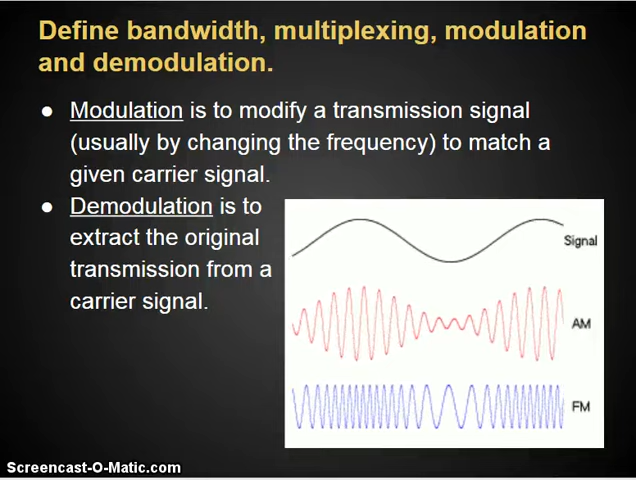 Define bandwidth, multiplexing, modulation
and demodulation.
● Modulation is to modify a transmission signal
(usually by changing the frequency) to match a
given carrier signal.
● Demodulation is to
extract the original
transmission from a
carrier signal.
Signal
AM
FM
Screencast-O-Matic.com